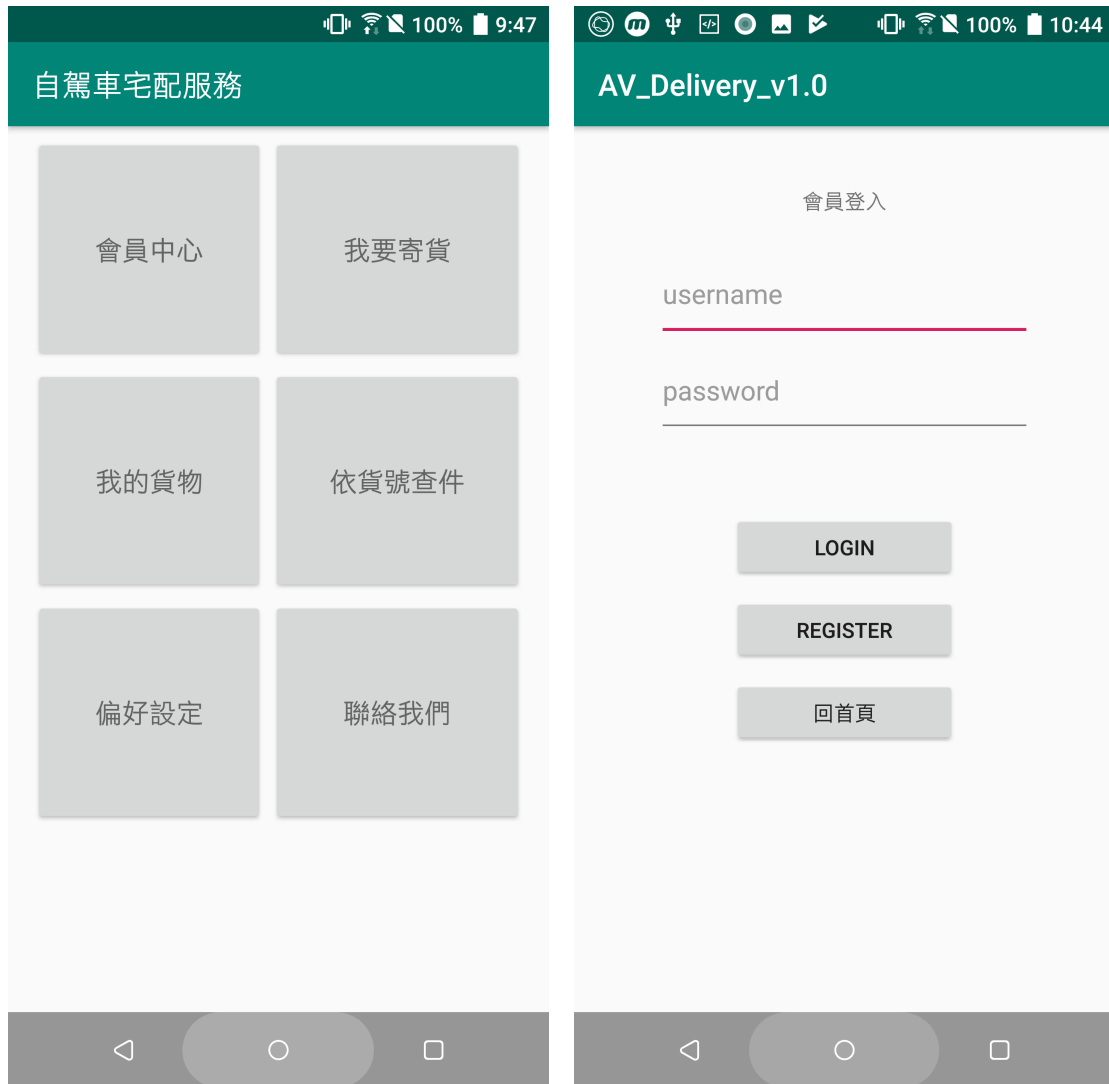 100% 9:47
自駕車宅配服務
會員中心
我要寄貨
我的貨物
依貨號查件
偏好設定
聯絡我們
100% 10:44
AV_Delivery_v1.0
會員登入
username
password
LOGIN
REGISTER
回首頁